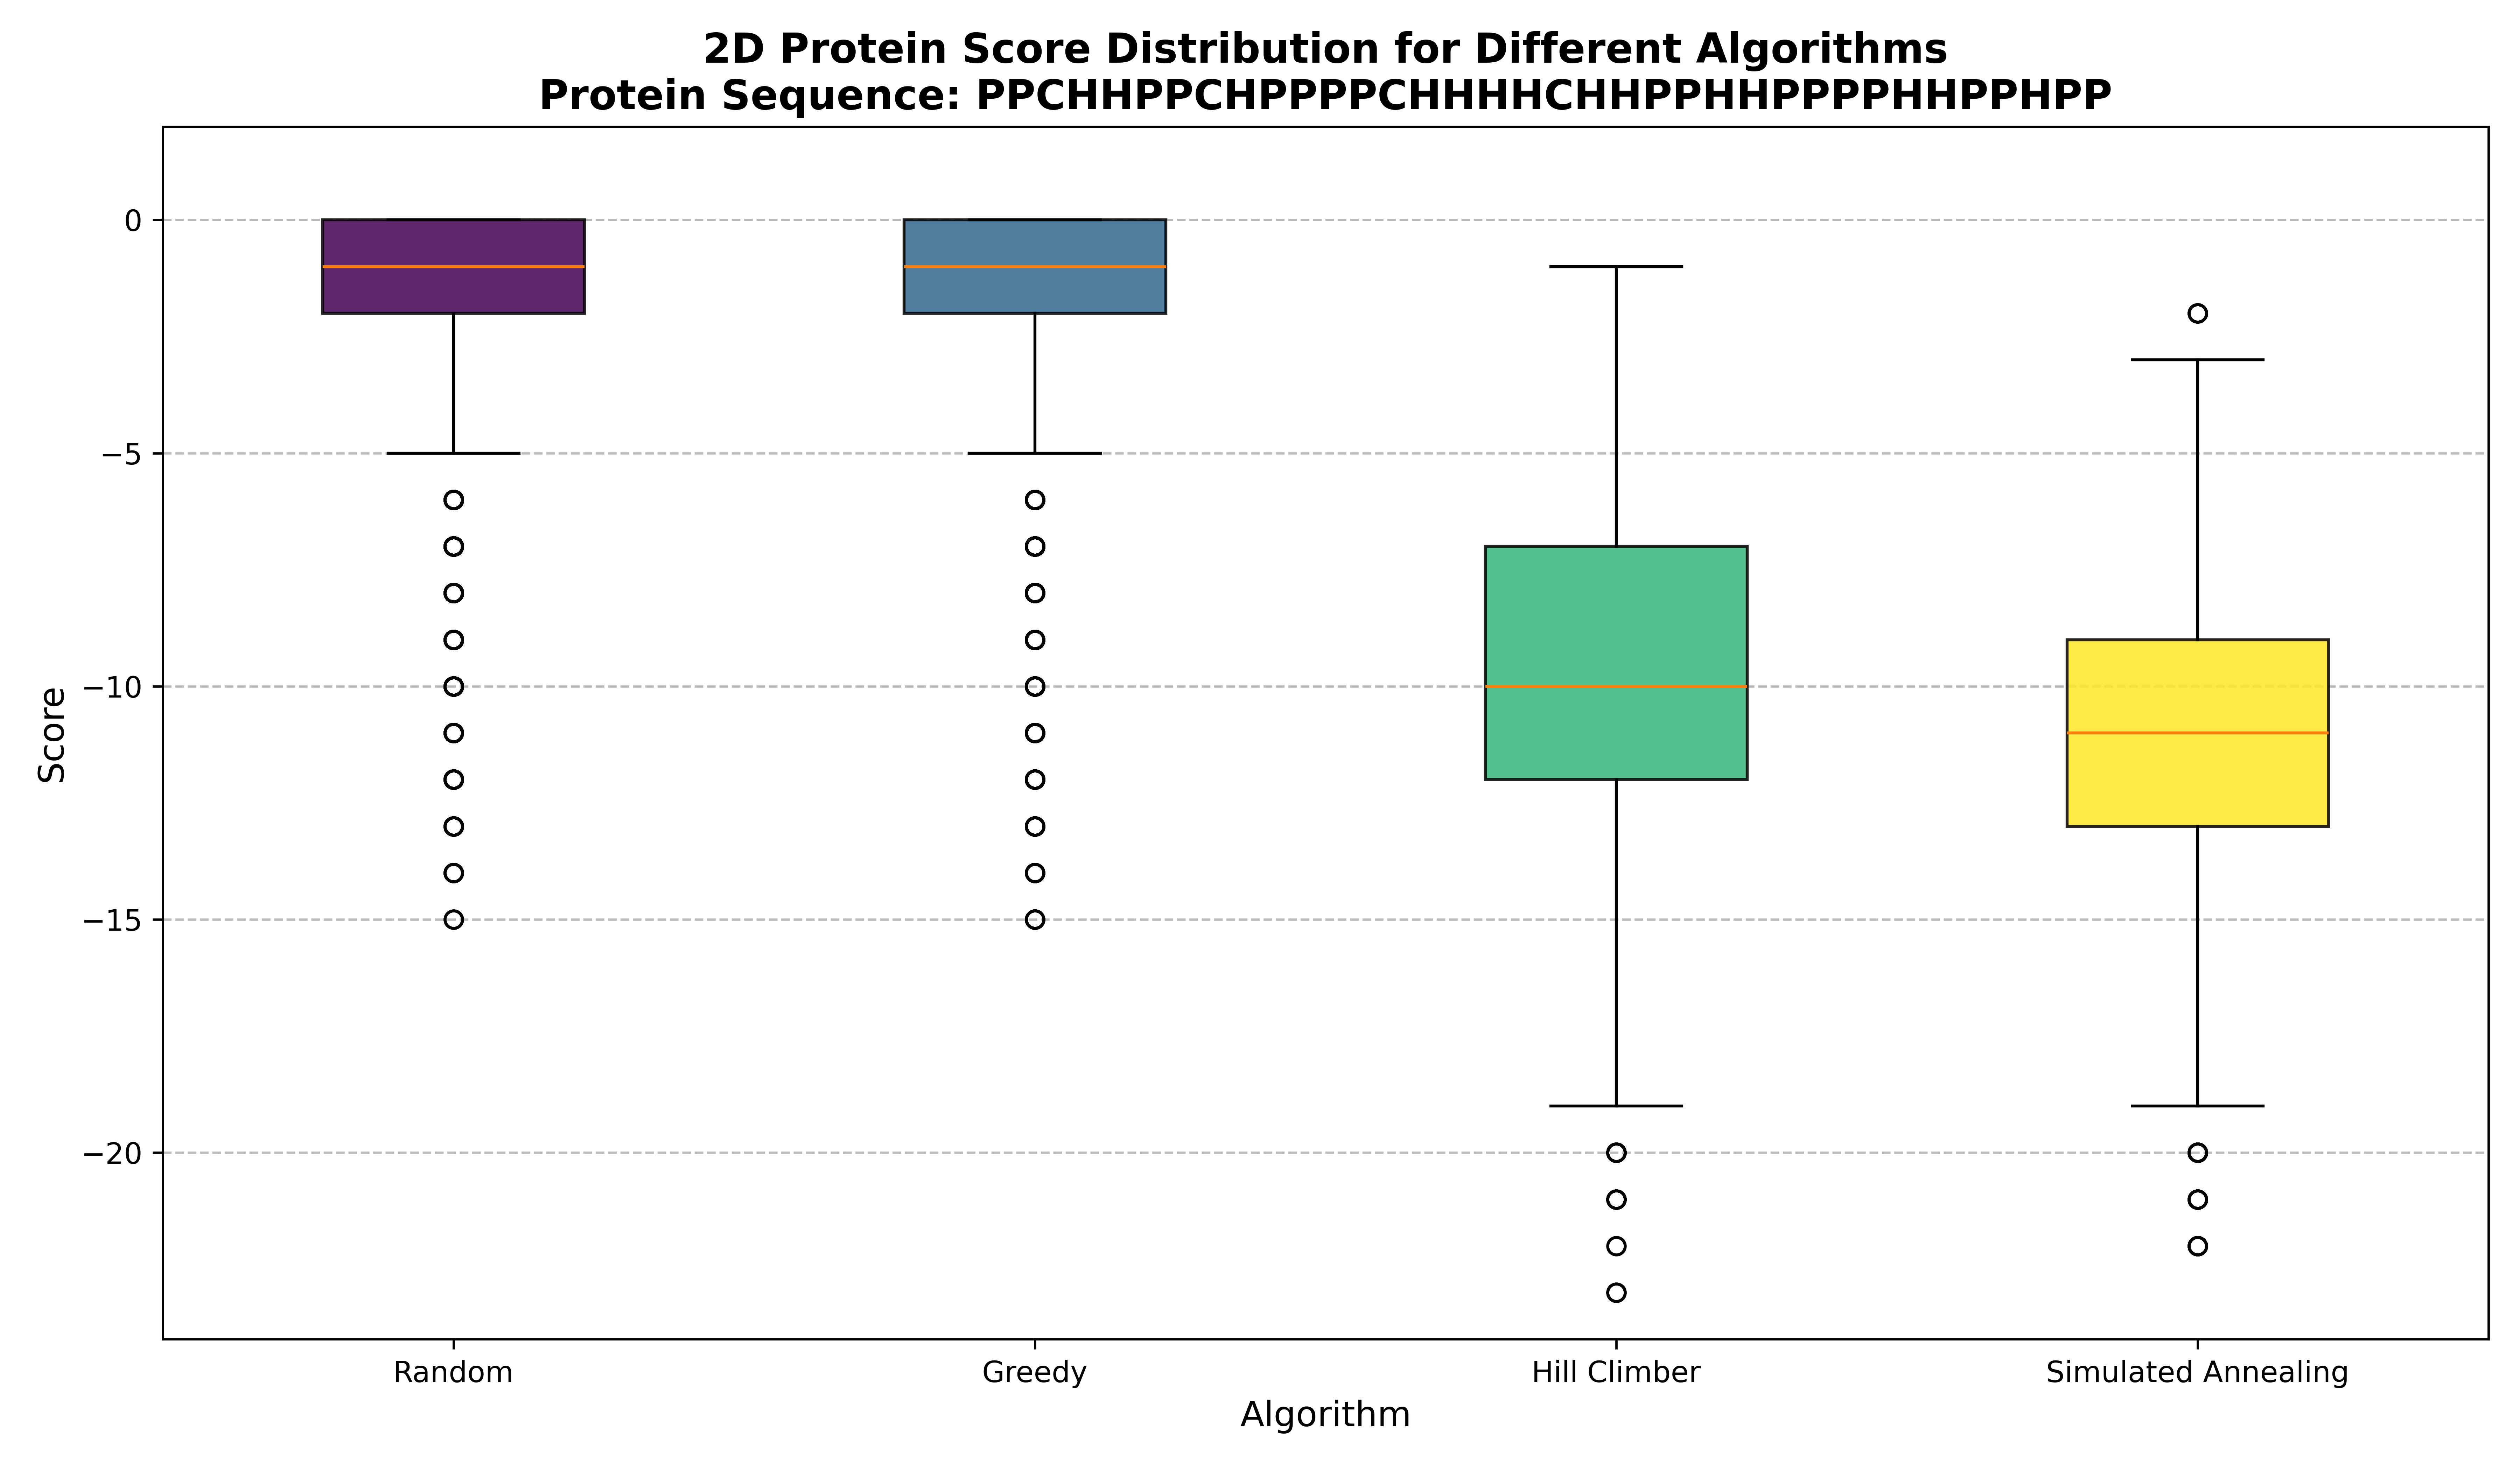 2D Protein Score Distribution for Different Algorithms
Protein Sequence: PPCHHPPCHPPPPCHHHHCHHPPHHPPPPHHPPHPP
0
−5
−10
−15
−20
Score
Random
Greedy
Hill Climber
Simulated Annealing
Algorithm